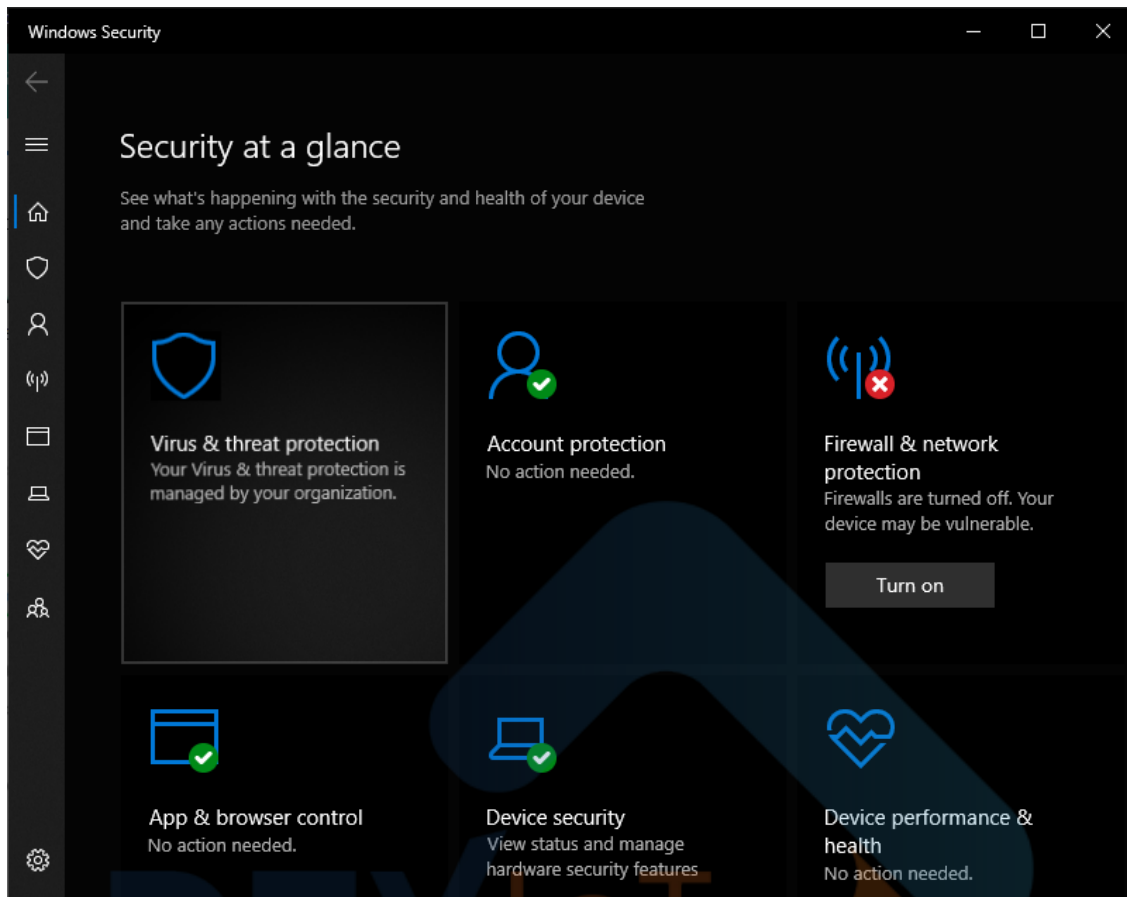 Windows Security
Security at a glance
See what's happening with the security and health of your device
and take any actions needed.
Virus & threat protection
Your Virus & threat protection is
managed by your organization.
Account protection
No action needed.
Firewall & network
protection
Firewalls are turned off. Your
device may be vulnerable.
Turn on
App & browser control
No action needed.
Device security
View status and manage
hardware security features
Device performance &
health
No action needed.